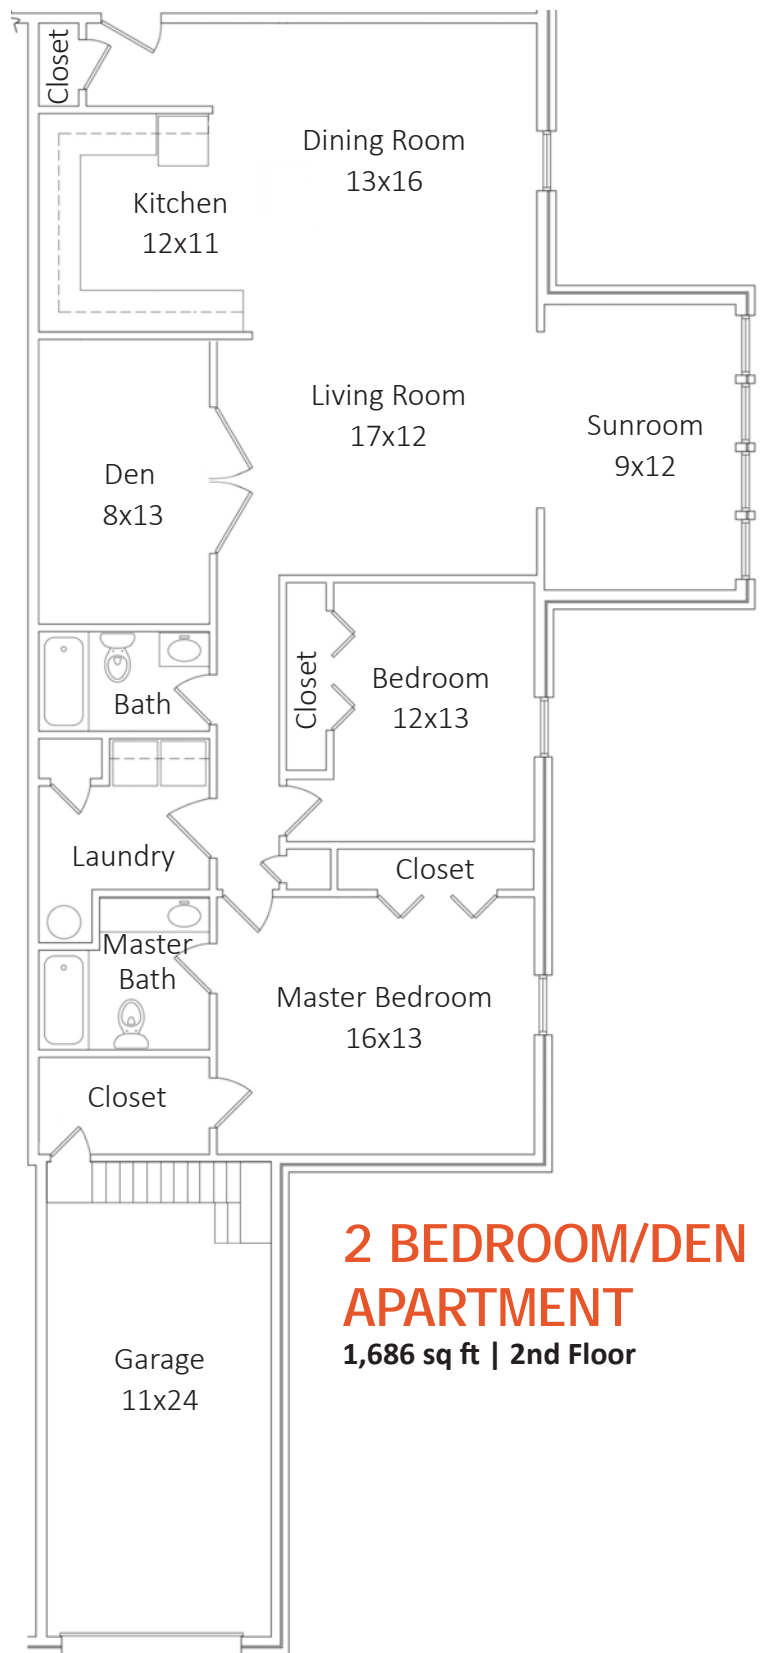 Closet
Dining Room
13x16
Kitchen
12x11
Living Room
17x12
Sunroom
9x12
Den
8x13
Closet
Bedroom
12x13
Bath
Laundry
Closet
Master
Bath
Master Bedroom
16x13
Closet
2 BEDROOM/DEN
APARTMENT
1,686 sq ft | 2nd Floor
Garage
11x24